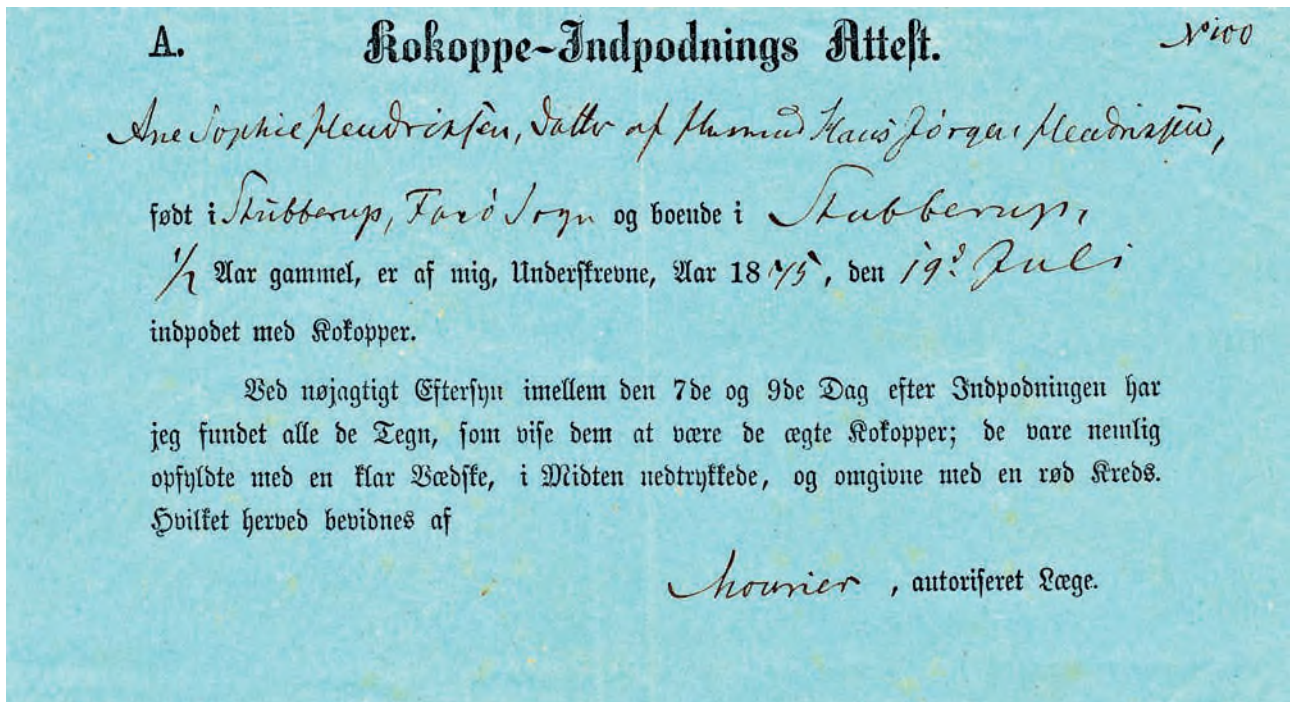 A. Kokoppe-Indpodnings Attest. No 100
Ane Sophie Hendriksen, datter af Husmd Hans Jørgen Hendriksen,
født i Stubberup, Faxö Sogn og boende i Stubberup,
1/2 Aar gammel, er af mig, Underskrevne, Aar 1875, den 19d Juli
indpodet med Kokopper.
Ved nøjagtigt Eftersyn imellem den 7de og 9de Dag efter Indpodningen har
jeg fundet alle de Tegn, som vise dem at være de ægte Kokopper; de vare nemlig
opfyldte med en klar Vædske, i Midten nedtrykkede, og omgivne med en rød Kreds.
Hvilket herved bevidnes af
Mourier, autoriseret Læge.